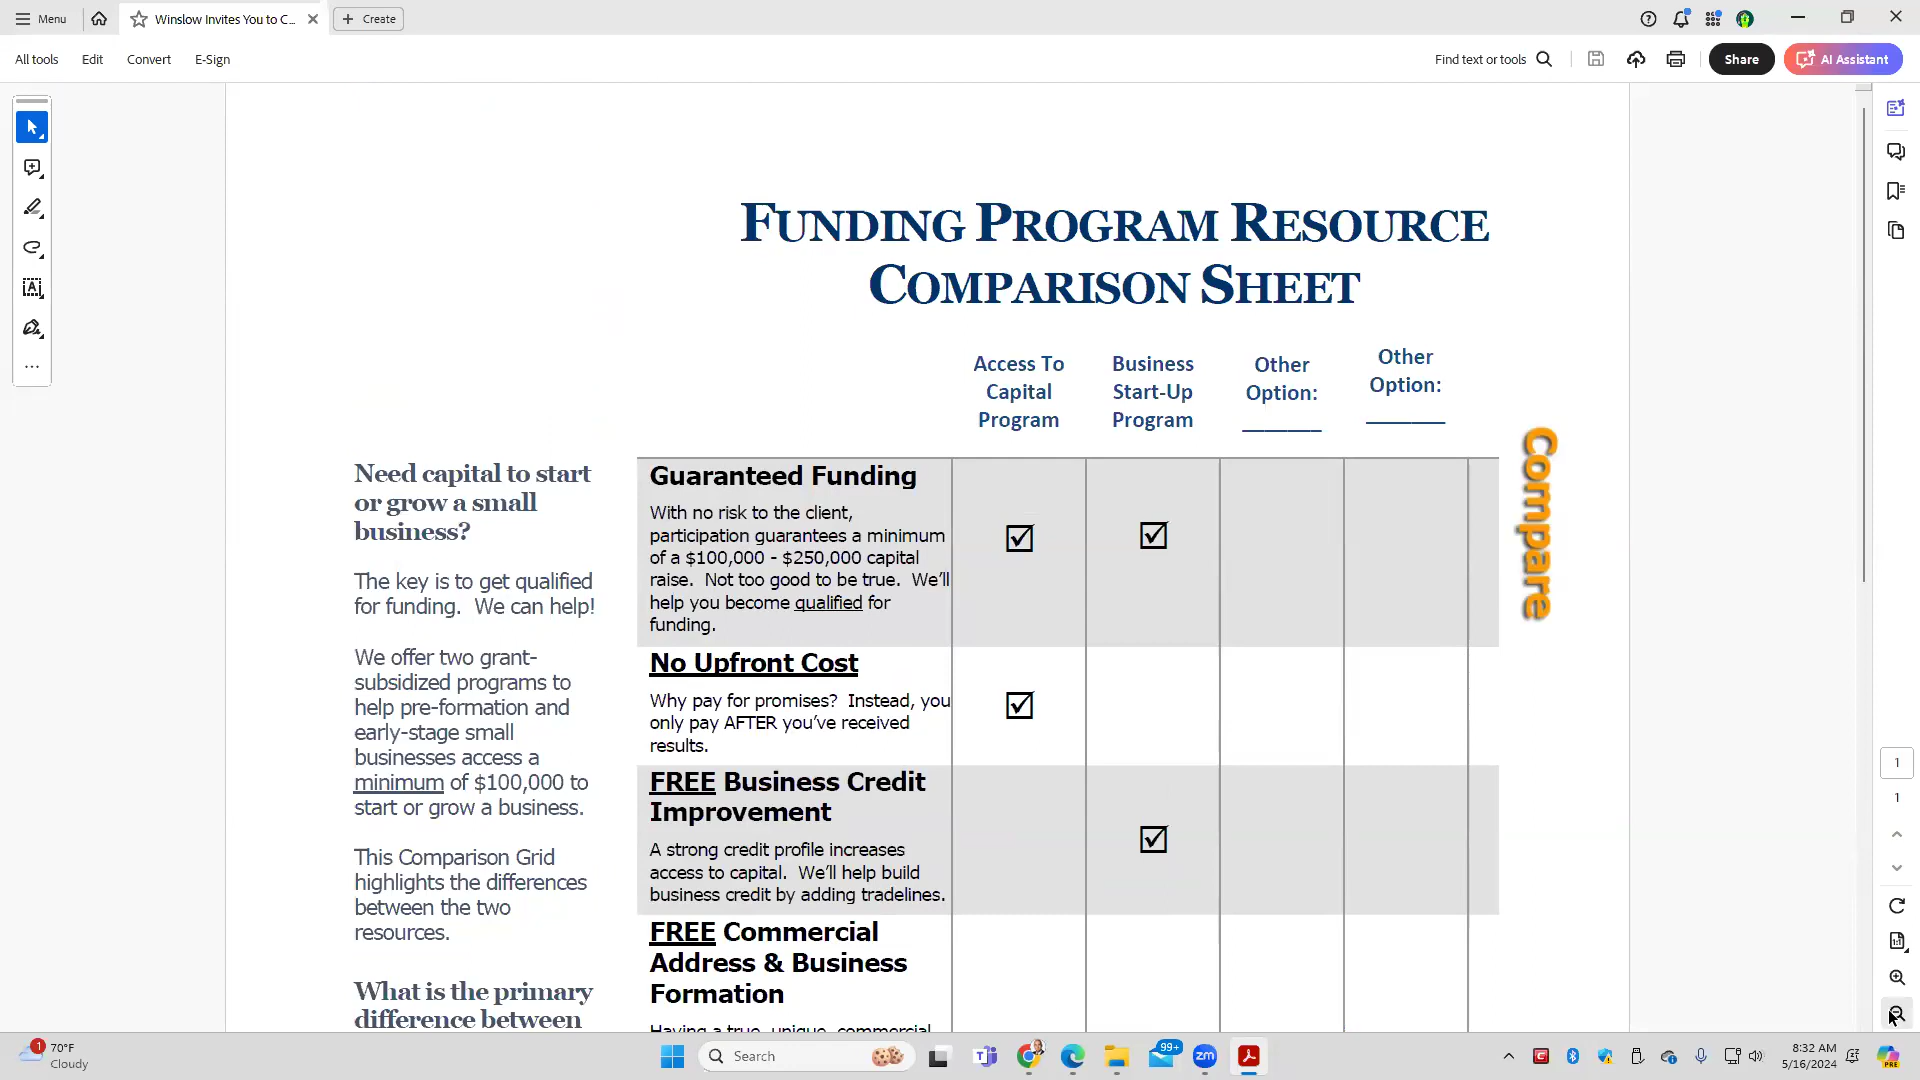 Menu
Winslow Invites You to C...
Create
All tools
Edit
Convert
E-Sign
Find text or tools
Share
AI Assistant
FUNDING PROGRAM RESOURCE
COMPARISON SHEET
Access To
Capital
Program
Business
Start-Up
Program
Other
Option:
Other
Option:
Compare
Need capital to start
or grow a small
business?
The key is to get qualified
for funding. We can help!
We offer two grant-
subsidized programs to
help pre-formation and
early-stage small
businesses access a
minimum of $100,000 to
start or grow a business.
This Comparison Grid
highlights the differences
between the two
resources.
What is the primary
difference between
Guaranteed Funding
With no risk to the client,
participation guarantees a minimum
of a $100,000 - $250,000 capital
raise. Not too good to be true. We'll
help you become qualified for
funding.
No Upfront Cost
Why pay for promises? Instead, you
only pay AFTER you've received
results.
FREE Business Credit
Improvement
A strong credit profile increases
access to capital. We'll help build
business credit by adding tradelines.
FREE Commercial
Address & Business
Formation
Having a true, unique, commercial
1
1
1
70°F
Cloudy
Search
99+
zm
PRE
8:32 AM
5/16/2024